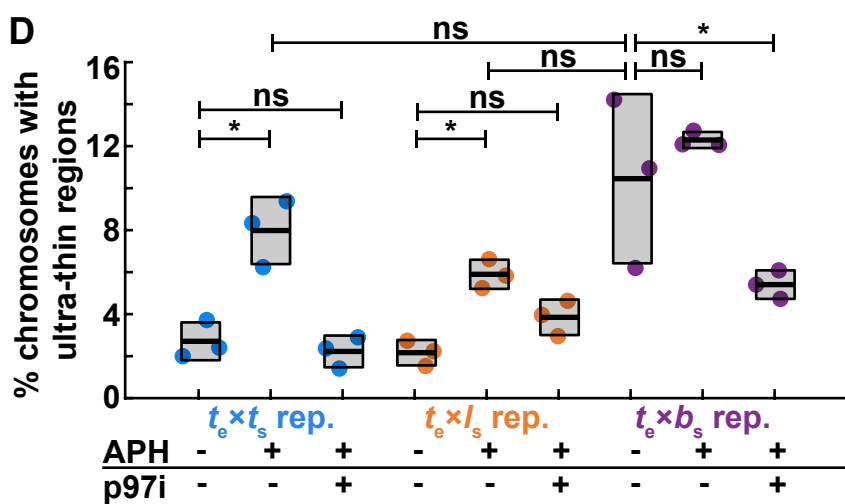 D
ns
*
ns
ns
ns
ns
*
*
% chromosomes with
ultra-thin regions
16
12
8
4
0
te×ts rep.
te×ls rep.
te×bs rep.
APH - + + - + + - + +
p97i - - + - - + - - +